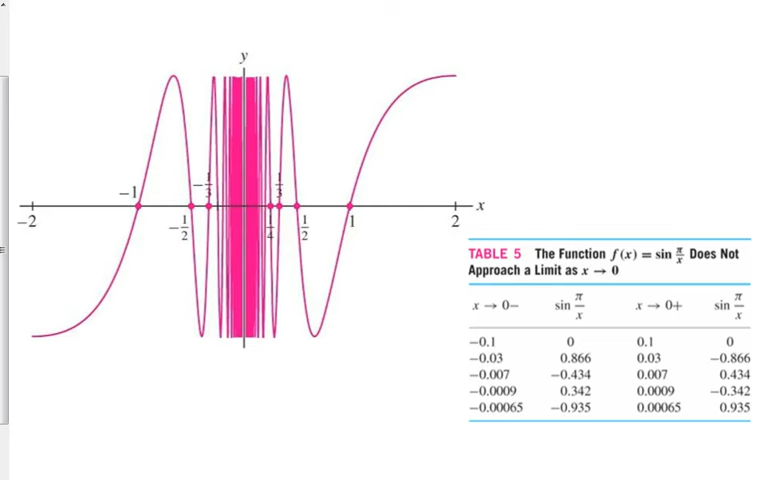 y
−1
−1/3
1/3
−2
−1/2
1/4
1/2
1
2
x
TABLE 5 The Function f(x) = sin π/x Does Not
Approach a Limit as x → 0
x → 0− sin π/x x → 0+ sin π/x
−0.1 0 0.1 0
−0.03 0.866 0.03 −0.866
−0.007 −0.434 0.007 0.434
−0.0009 0.342 0.0009 −0.342
−0.00065 −0.935 0.00065 0.935